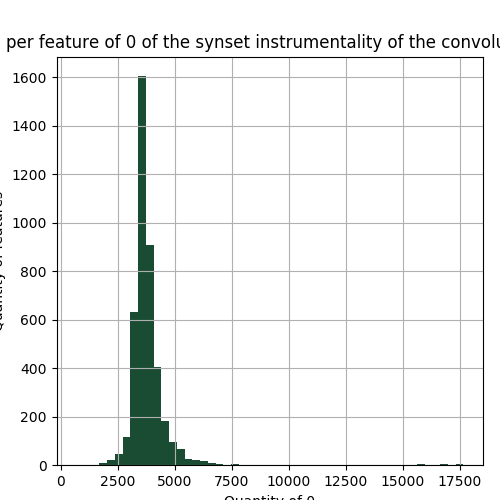 per feature of 0 of the synset instrumentality of the convolu
1600
1400
1200
1000
800
600
400
200
0
Quantity of features
0 2500 5000 7500 10000 12500 15000 17500
Quantity of 0